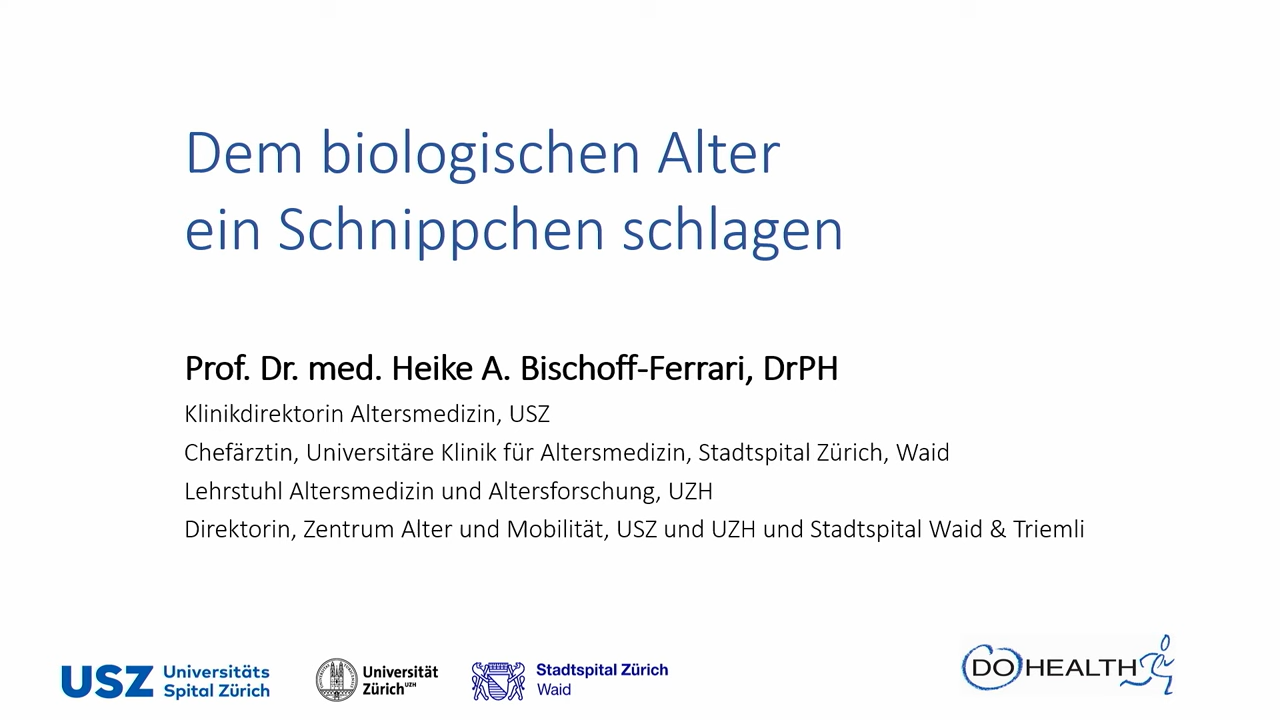 Dem biologischen Alter
ein Schnippchen schlagen
Prof. Dr. med. Heike A. Bischoff-Ferrari, DrPH
Klinikdirektorin Altersmedizin, USZ
Chefärztin, Universitäre Klinik für Altersmedizin, Stadtspital Zürich, Waid
Lehrstuhl Altersmedizin und Altersforschung, UZH
Direktorin, Zentrum Alter und Mobilität, USZ und UZH und Stadtspital Waid & Triemli
USZ Universitäts
Spital Zürich
Universität
Zürich UZH
Stadtspital Zürich
Waid
DO HEALTH